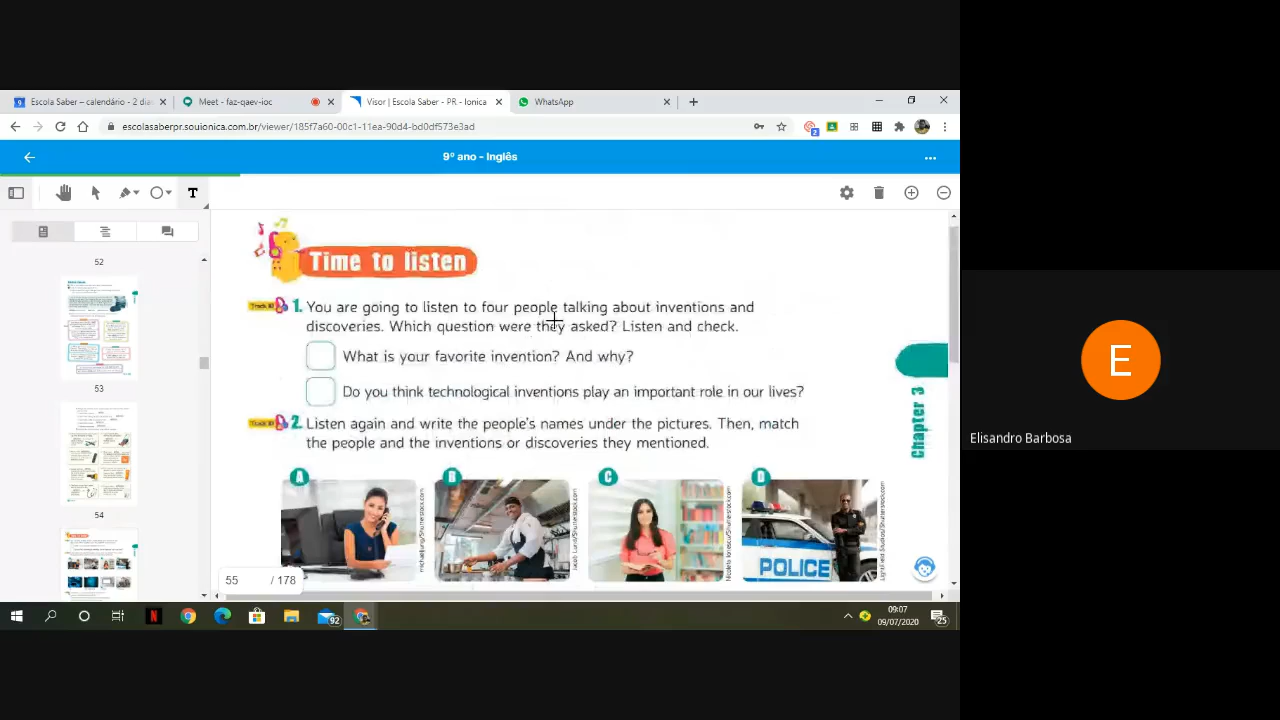 Escola Saber – calendário - 2 dia
Meet - faz-qaev-ioc
Visor | Escola Saber - PR - Ionica
WhatsApp
escolasaberpr.souionica.com.br/viewer/185f7a60-00c1-11ea-90d4-bd0df573e3ad
2
9º ano - Inglês
T
52
53
54
Time to listen
Track 10 1. You are going to listen to four people talking about inventions and
discoveries. Which question were they asked? Listen and check.
What is your favorite invention? And why?
Do you think technological inventions play an important role in our lives?
2. Listen again and write the people's names under the pictures. Then, match
the people and the inventions or discoveries they mentioned.
Chapter 3
A
B
C
D
POLICE
55 / 178
92
09:07
09/07/2020
25
E
Elisandro Barbosa